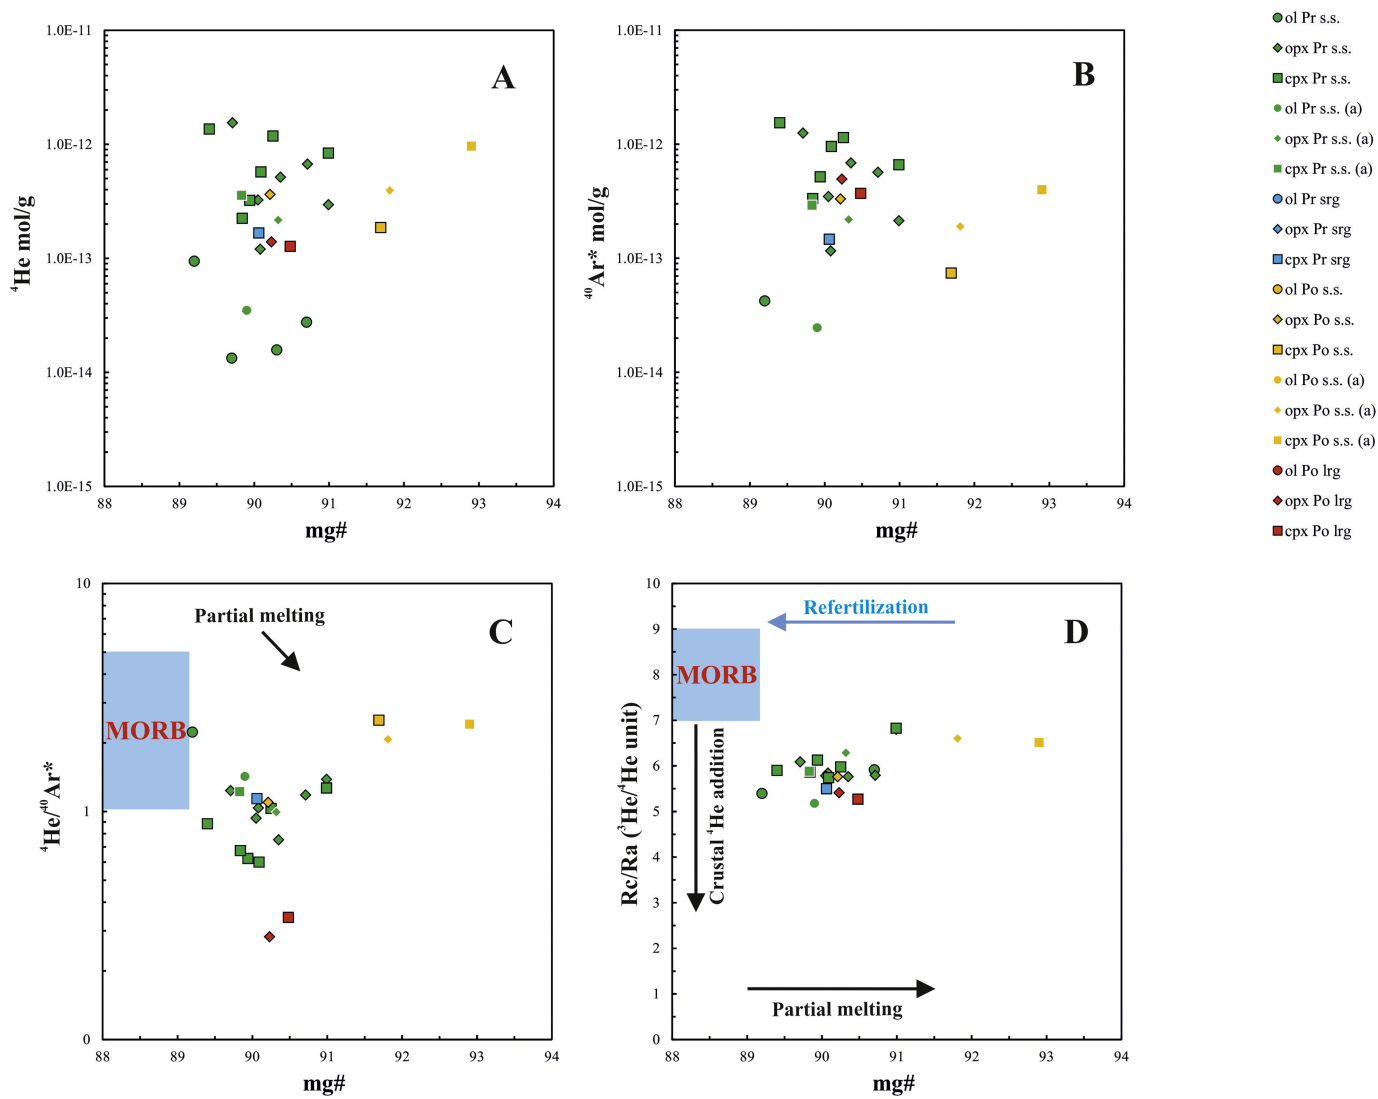 1.0E-11
1.0E-12
1.0E-13
1.0E-14
1.0E-15
88
89
90
91
92
93
94
mg#
⁴He mol/g
A
1.0E-11
1.0E-12
1.0E-13
1.0E-14
1.0E-15
88
89
90
91
92
93
94
mg#
⁴⁰Ar* mol/g
B
ol Pr s.s.
opx Pr s.s.
cpx Pr s.s.
ol Pr s.s. (a)
opx Pr s.s. (a)
cpx Pr s.s. (a)
ol Pr srg
opx Pr srg
cpx Pr srg
ol Po s.s.
opx Po s.s.
cpx Po s.s.
ol Po s.s. (a)
opx Po s.s. (a)
cpx Po s.s. (a)
ol Po lrg
opx Po lrg
cpx Po lrg
10
1
0
88
89
90
91
92
93
94
mg#
⁴He/⁴⁰Ar*
Partial melting
C
MORB
10
9
8
7
6
5
4
3
2
1
0
88
89
90
91
92
93
94
mg#
Rc/Ra (³He/⁴He unit)
Refertilization
D
MORB
Crustal ⁴He addition
Partial melting